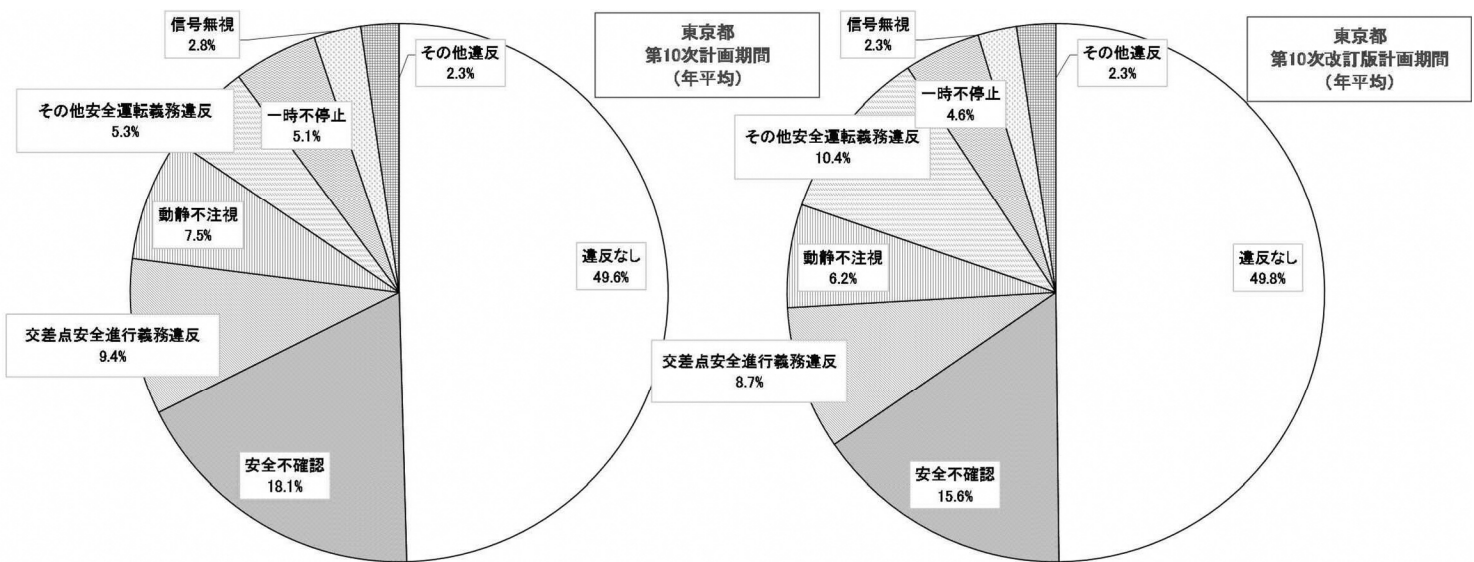 東京都
第10次計画期間
（年平均）
信号無視
2.8%
その他違反
2.3%
その他安全運転義務違反
5.3%
一時不停止
5.1%
動静不注視
7.5%
違反なし
49.6%
交差点安全進行義務違反
9.4%
安全不確認
18.1%
東京都
第10次改訂版計画期間
（年平均）
信号無視
2.3%
その他違反
2.3%
一時不停止
4.6%
その他安全運転義務違反
10.4%
動静不注視
6.2%
違反なし
49.8%
交差点安全進行義務違反
8.7%
安全不確認
15.6%